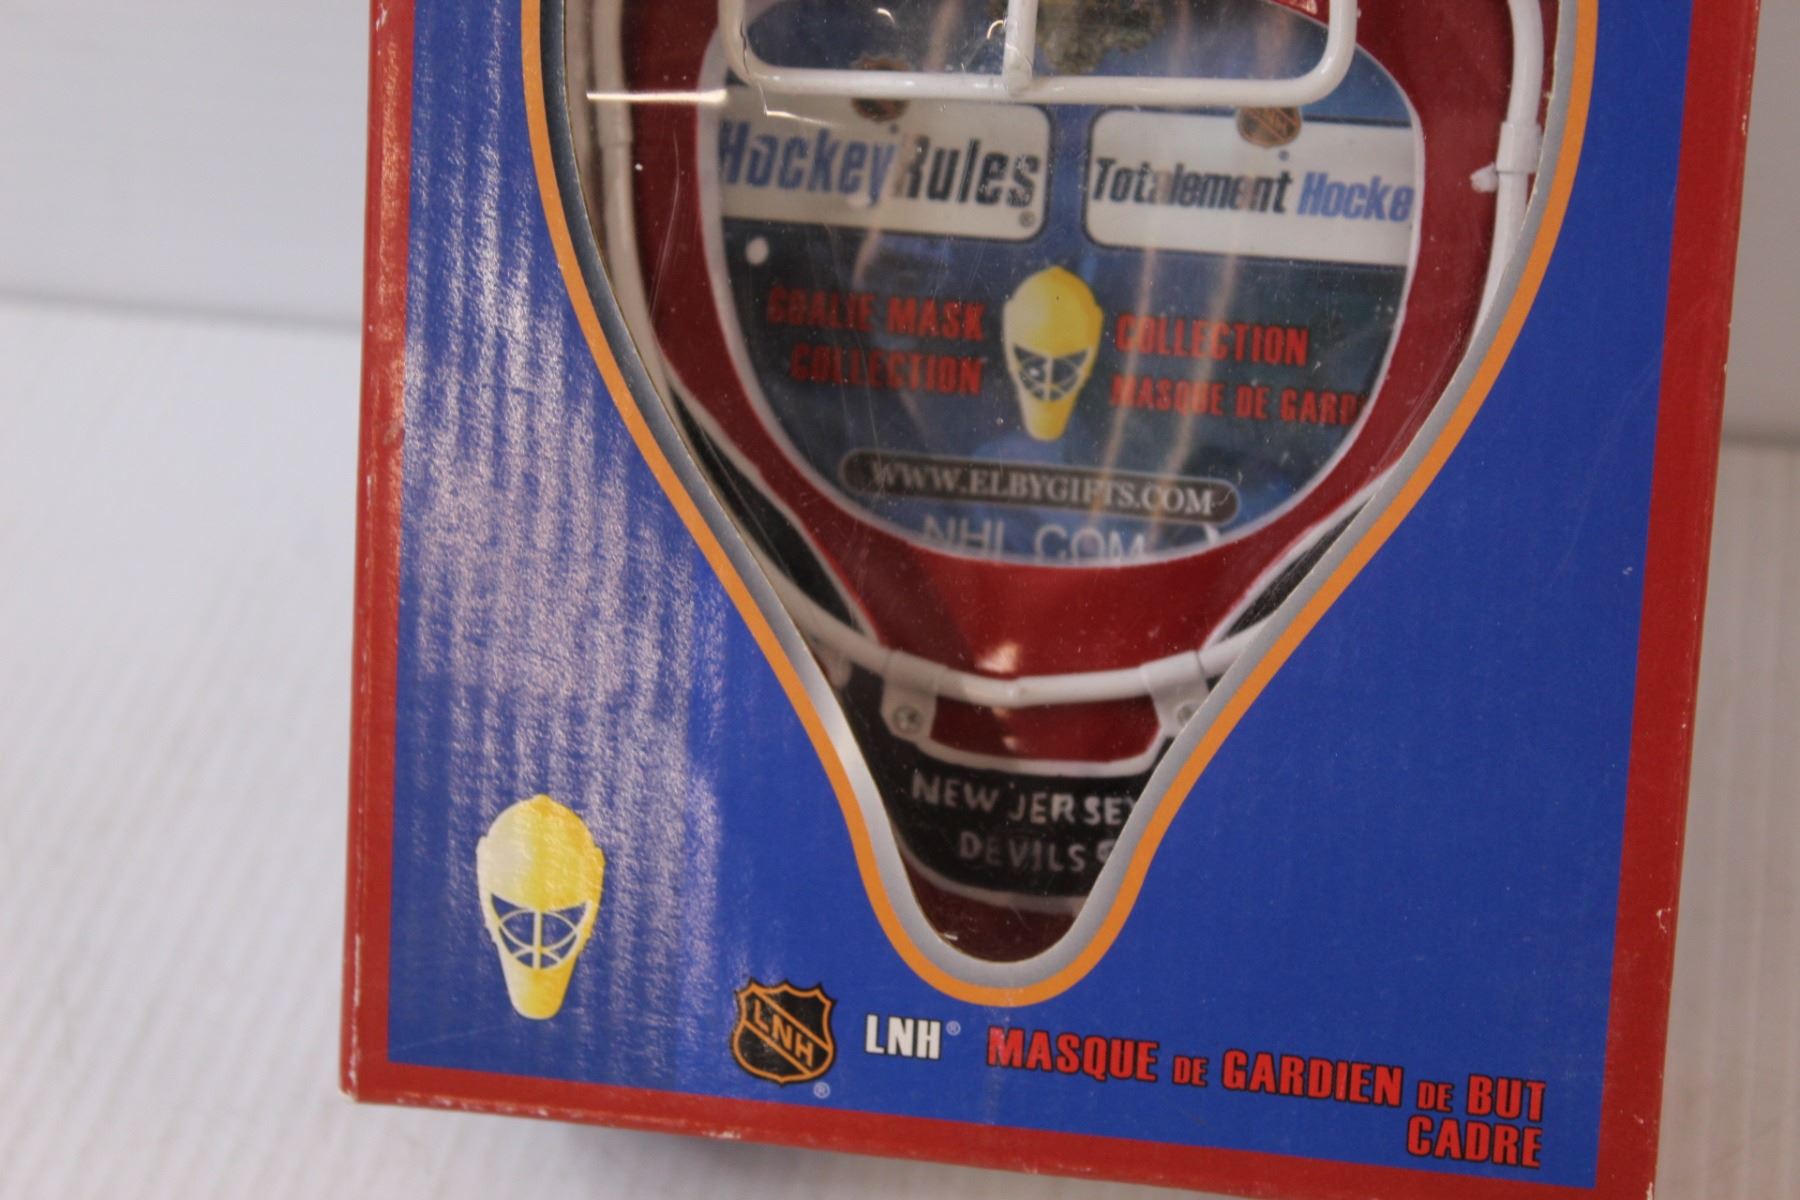 HockeyRules
®
Totalement Hocke
GOALIE MASK
COLLECTION
COLLECTION
MASQUE DE GARD
WWW.ELBYGIFTS.COM
NHL.COM
NEW JERSEY
DEVILS
LNH
®
LNH® MASQUE DE GARDIEN DE BUT
CADRE